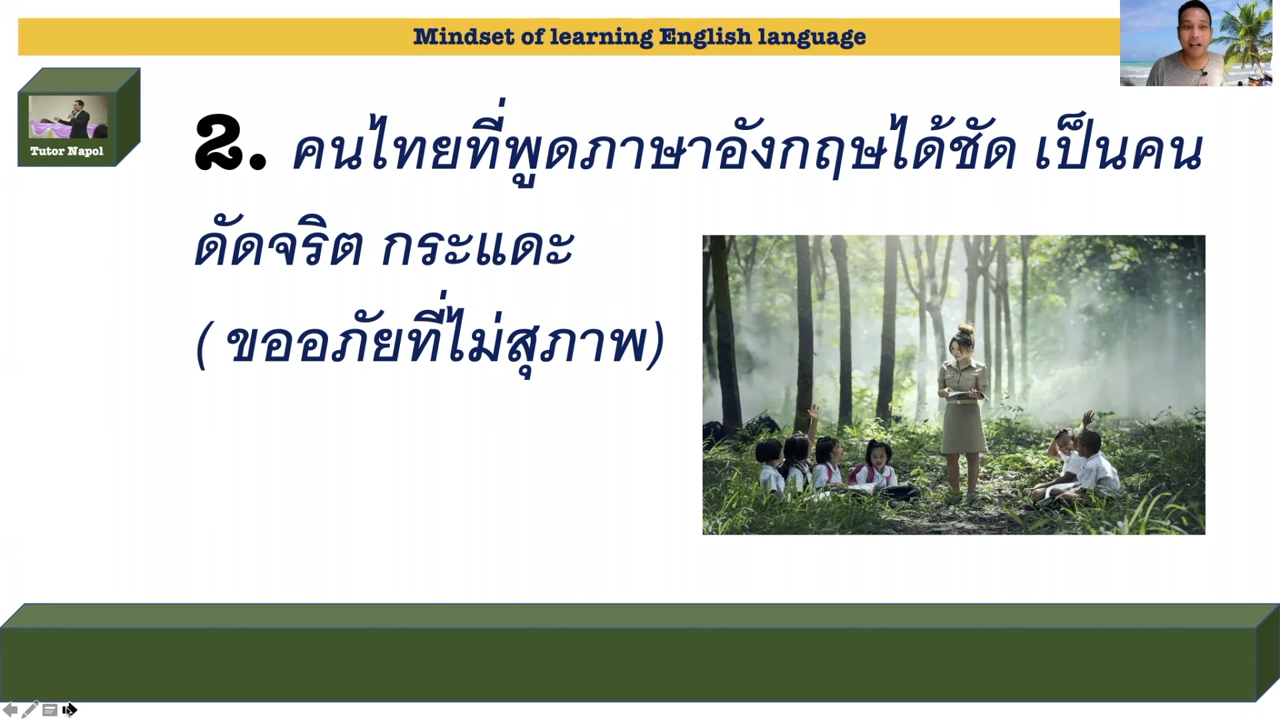 Mindset of learning English language
Tutor Napol
2. คนไทยที่พูดภาษาอังกฤษได้ชัด เป็นคน
ดัดจริต กระแดะ
( ขออภัยที่ไม่สุภาพ)